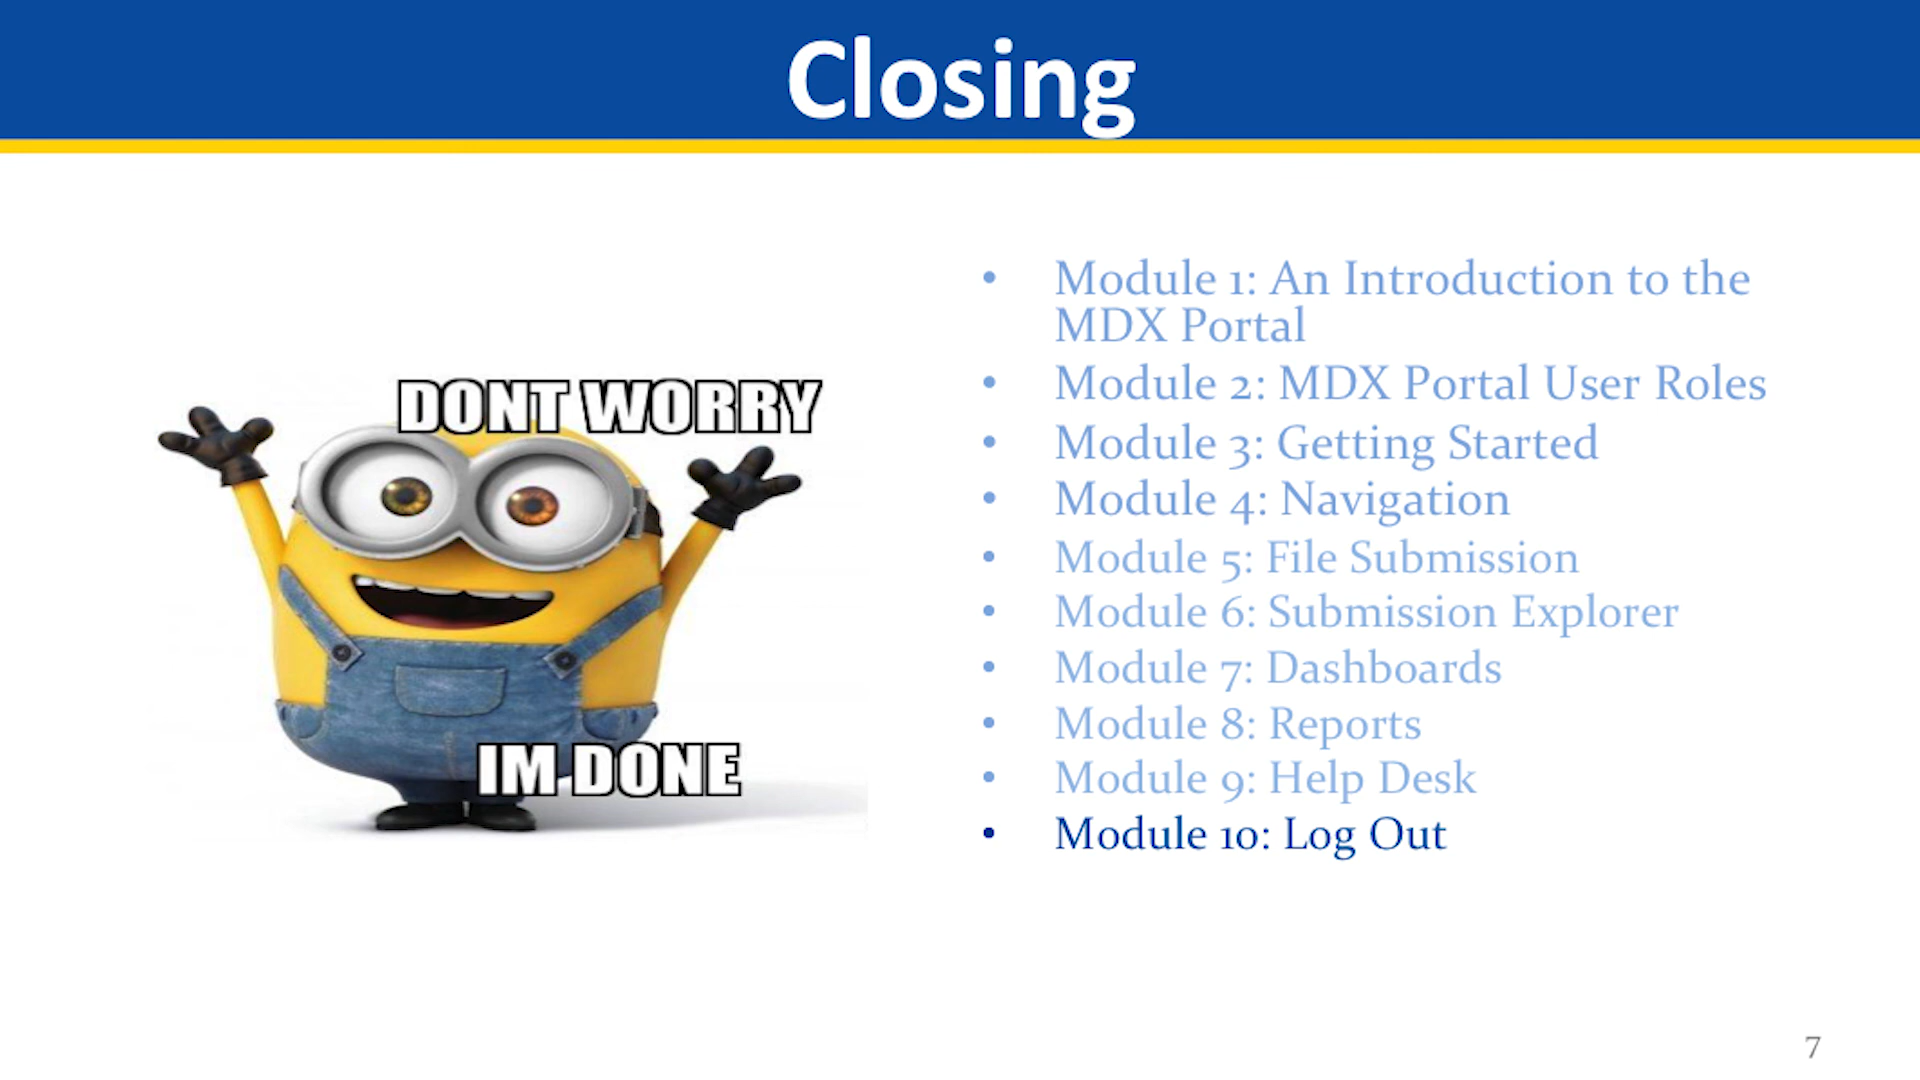 Closing
DONT WORRY
IM DONE
• Module 1: An Introduction to the
MDX Portal
• Module 2: MDX Portal User Roles
• Module 3: Getting Started
• Module 4: Navigation
• Module 5: File Submission
• Module 6: Submission Explorer
• Module 7: Dashboards
• Module 8: Reports
• Module 9: Help Desk
• Module 10: Log Out
7